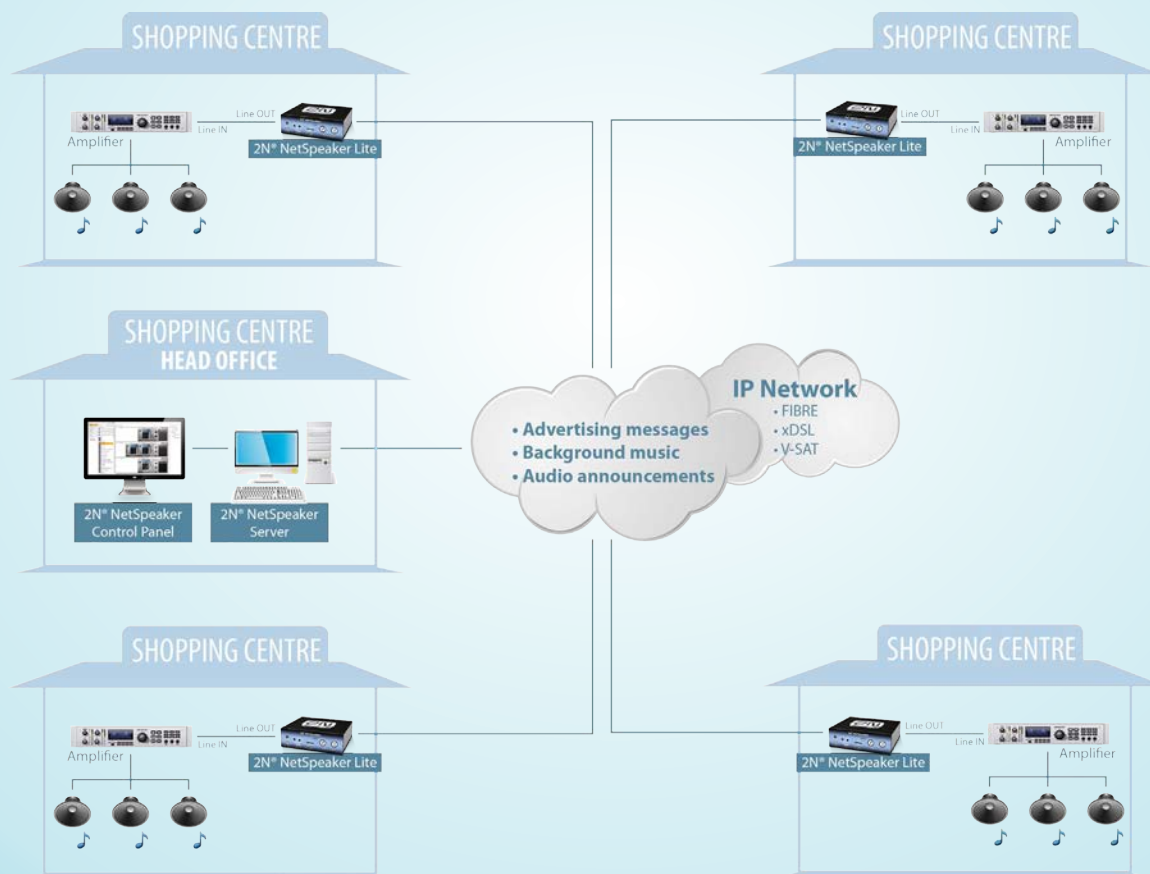 SHOPPING CENTRE
Amplifier
Line IN
Line OUT
2N® NetSpeaker Lite
SHOPPING CENTRE
2N® NetSpeaker Lite
Line OUT
Line IN
Amplifier
SHOPPING CENTRE
HEAD OFFICE
2N® NetSpeaker
Control Panel
2N® NetSpeaker
Server
• Advertising messages
• Background music
• Audio announcements
IP Network
• FIBRE
• xDSL
• V-SAT
SHOPPING CENTRE
Amplifier
Line IN
Line OUT
2N® NetSpeaker Lite
SHOPPING CENTRE
2N® NetSpeaker Lite
Line OUT
Line IN
Amplifier